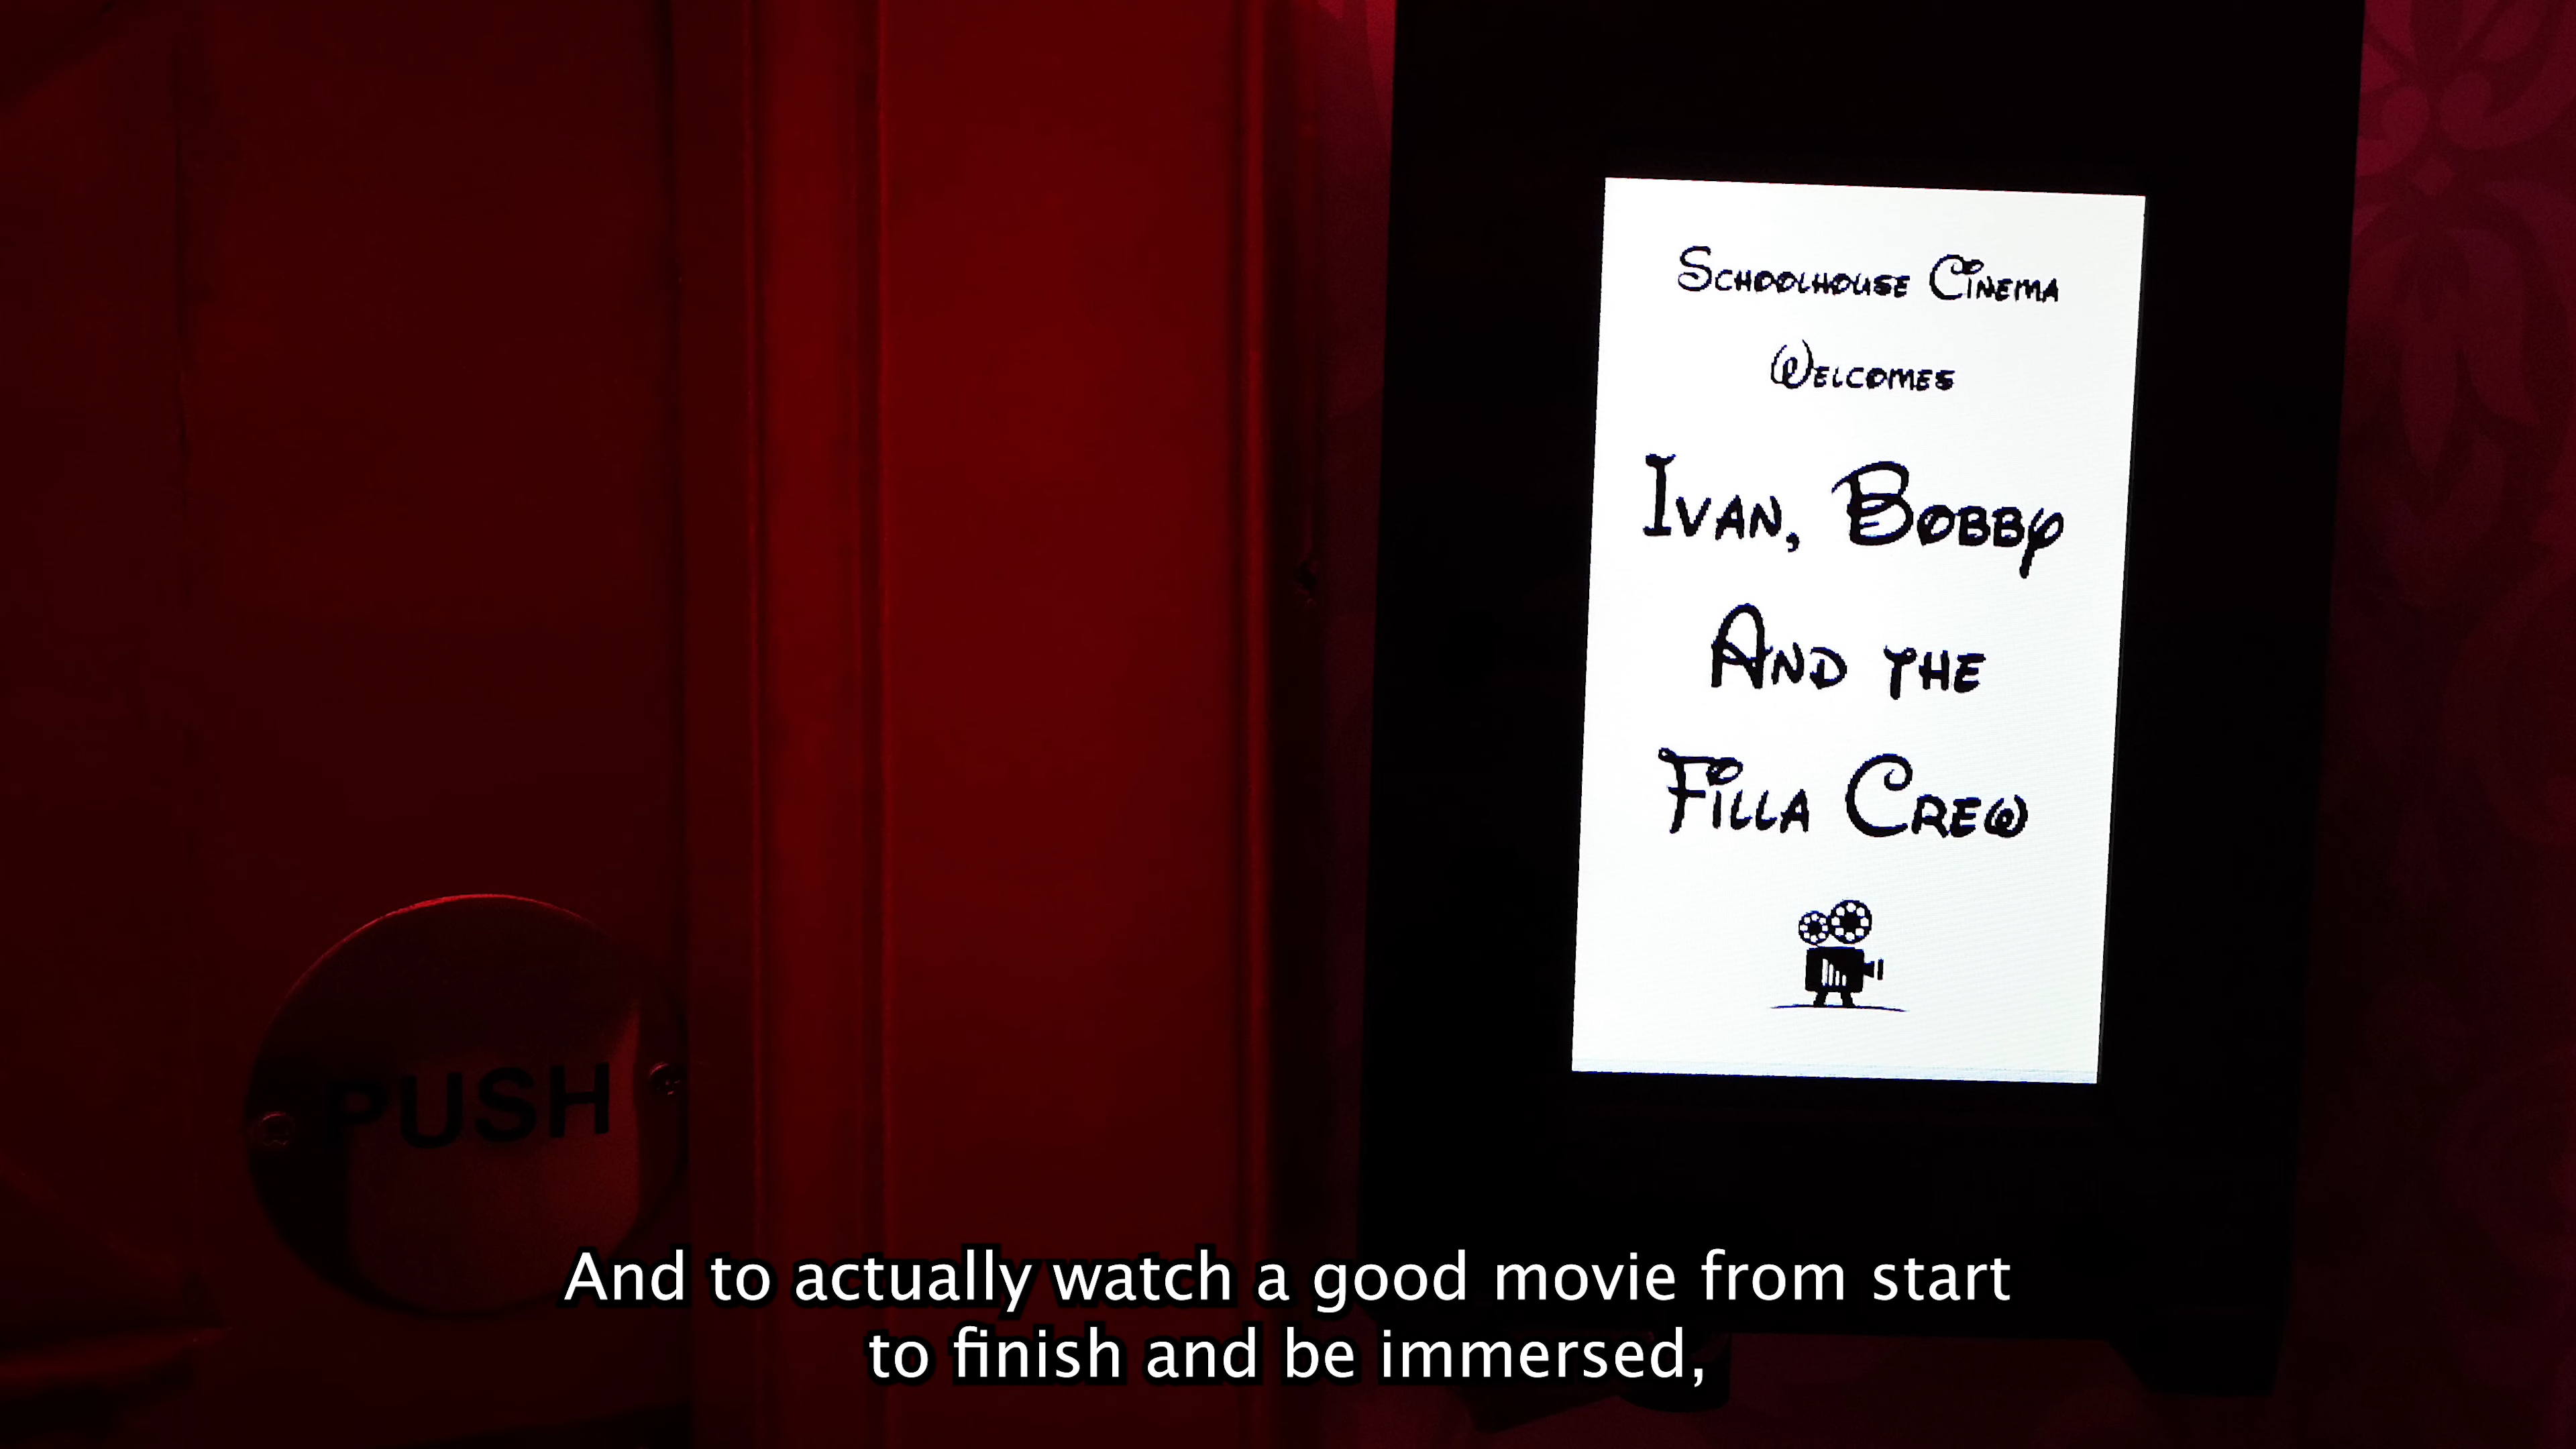 Schoolhouse Cinema
Welcomes
Ivan, Bobby
And the
Filla Crew
PUSH
And to actually watch a good movie from start
to finish and be immersed,